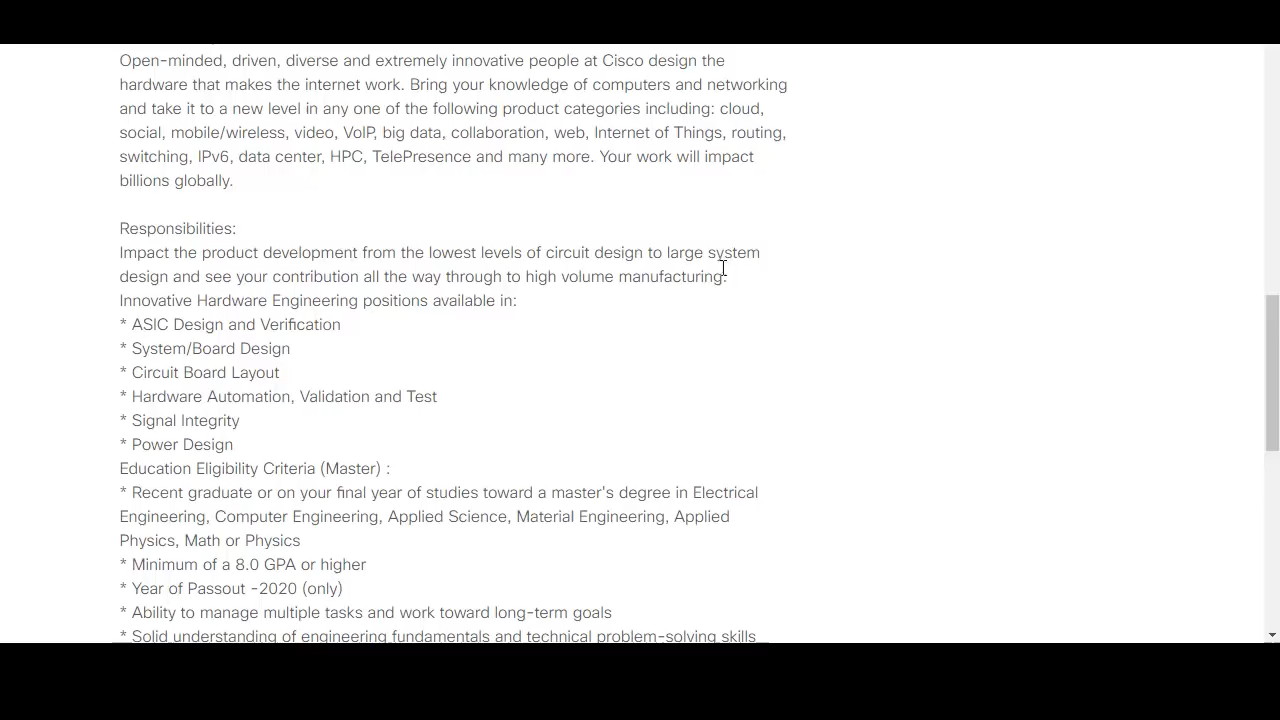 Open-minded, driven, diverse and extremely innovative people at Cisco design the
hardware that makes the internet work. Bring your knowledge of computers and networking
and take it to a new level in any one of the following product categories including: cloud,
social, mobile/wireless, video, VoIP, big data, collaboration, web, Internet of Things, routing,
switching, IPv6, data center, HPC, TelePresence and many more. Your work will impact
billions globally.
Responsibilities:
Impact the product development from the lowest levels of circuit design to large system
design and see your contribution all the way through to high volume manufacturing.
Innovative Hardware Engineering positions available in:
* ASIC Design and Verification
* System/Board Design
* Circuit Board Layout
* Hardware Automation, Validation and Test
* Signal Integrity
* Power Design
Education Eligibility Criteria (Master) :
* Recent graduate or on your final year of studies toward a master's degree in Electrical
Engineering, Computer Engineering, Applied Science, Material Engineering, Applied
Physics, Math or Physics
* Minimum of a 8.0 GPA or higher
* Year of Passout -2020 (only)
* Ability to manage multiple tasks and work toward long-term goals
* Solid understanding of engineering fundamentals and technical problem-solving skills